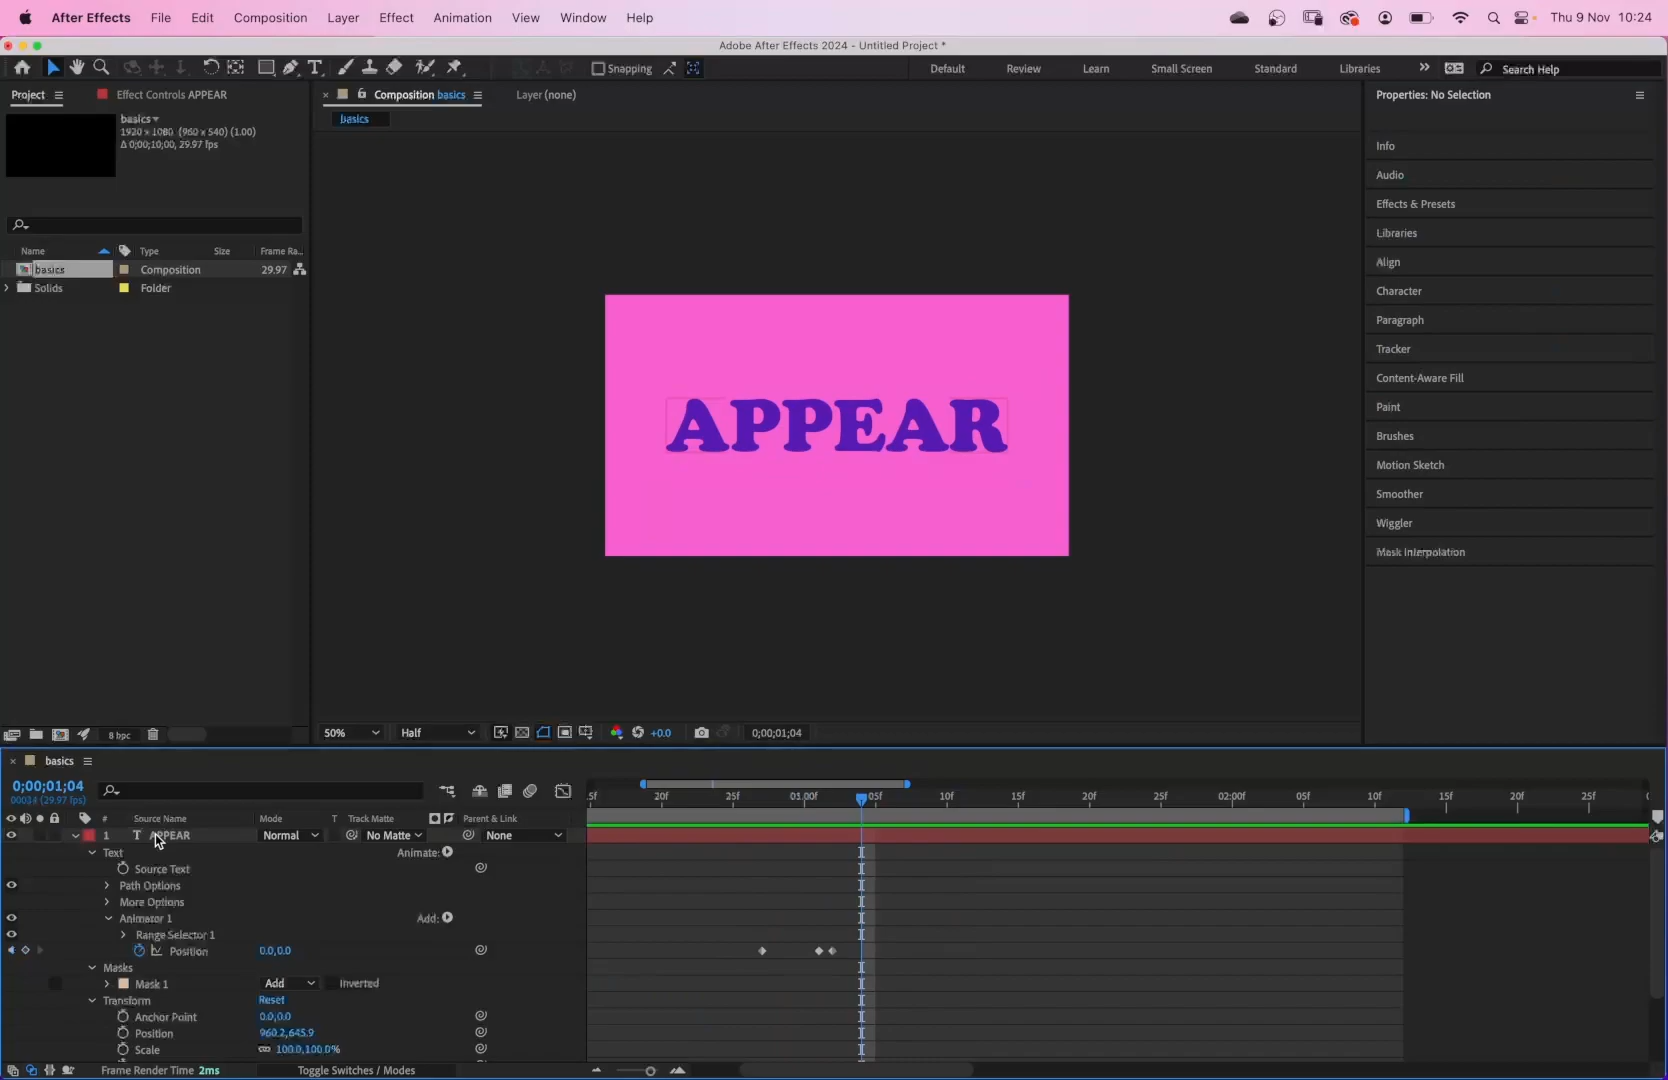 After Effects File Edit Composition Layer Effect Animation View Window Help Thu 9 Nov 10:24
Adobe After Effects 2024 - Untitled Project *
Snapping Default Review Learn Small Screen Standard Libraries Search Help
Project Effect Controls APPEAR
Composition basics Layer (none)
Properties: No Selection
basics
basics
1920 x 1080 (960 x 540) (1.00)
Δ 0;00;10;00, 29.97 fps
Info
Audio
Effects & Presets
Libraries
Name Type Size Frame Ra...
basics Composition 29.97
Solids Folder
Align
Character
Paragraph
Tracker
Content-Aware Fill
Paint
Brushes
Motion Sketch
Smoother
Wiggler
Mask Interpolation
APPEAR
8 bpc
50% Half +0.0 0;00;01;04
basics
0;00;01;04
00034 (29.97 fps)
.5f 20f 25f 01:00f 05f 10f 15f 20f 25f 02:00f 05f 10f 15f 20f 25f
# Source Name Mode T Track Matte Parent & Link
1 T APPEAR Normal No Matte None
Text Animate:
Source Text
Path Options
More Options
Animator 1 Add:
Range Selector 1
Position 0.0,0.0
Masks
Mask 1 Add Inverted
Transform Reset
Anchor Point 0.0,0.0
Position 960.2,645.9
Scale 100.0,100.0%
Frame Render Time 2ms Toggle Switches / Modes